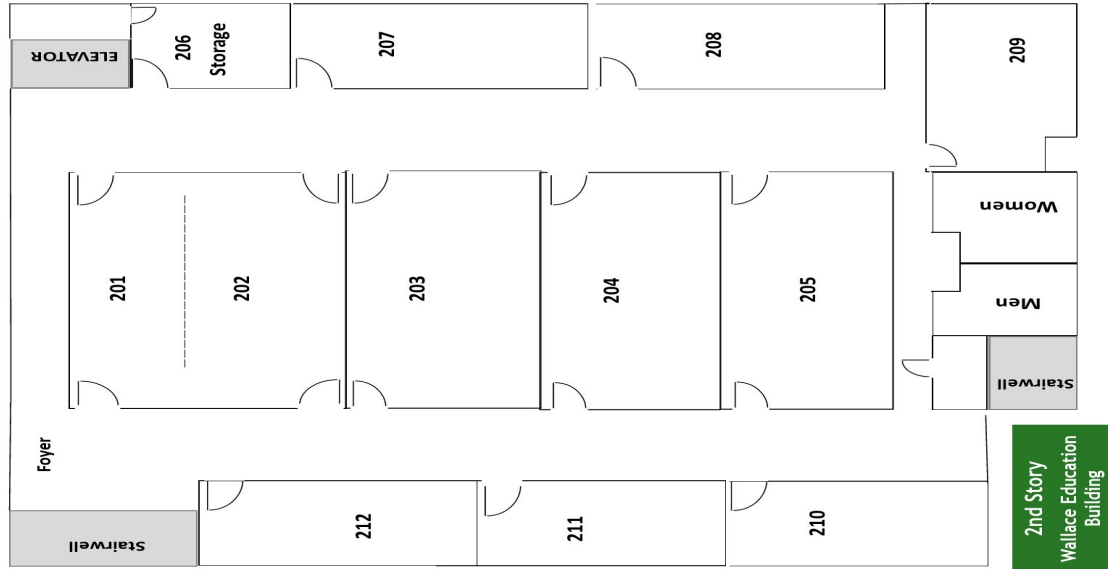 ELEVATOR
206
Storage
207
208
209
Women
201
202
203
204
205
Men
Stairwell
Foyer
Stairwell
212
211
210
2nd Story
Wallace Education
Building